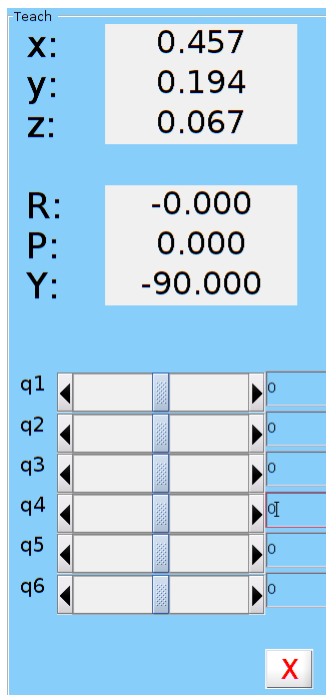 Teach
x: 0.457
y: 0.194
z: 0.067
R: -0.000
P: 0.000
Y: -90.000
q1 0
q2 0
q3 0
q4 0
q5 0
q6 0
X